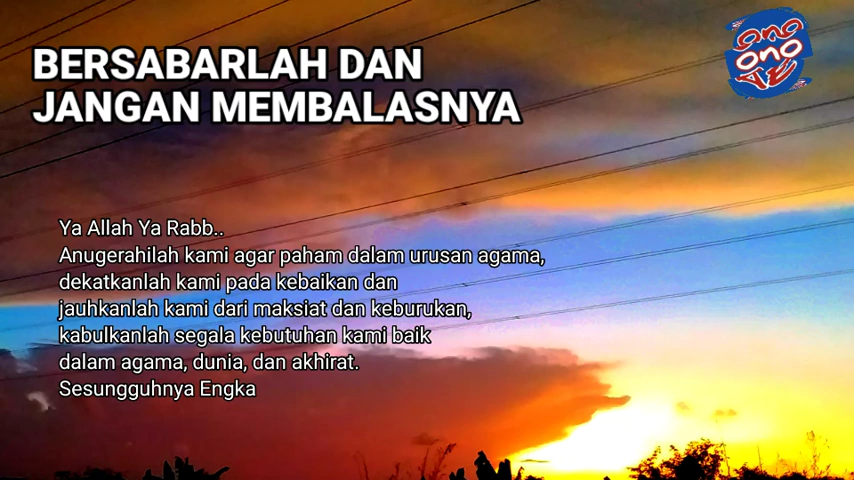 BERSABARLAH DAN
JANGAN MEMBALASNYA
ono
Ya Allah Ya Rabb..
Anugerahilah kami agar paham dalam urusan agama,
dekatkanlah kami pada kebaikan dan
jauhkanlah kami dari maksiat dan keburukan,
kabulkanlah segala kebutuhan kami baik
dalam agama, dunia, dan akhirat.
Sesungguhnya Engka